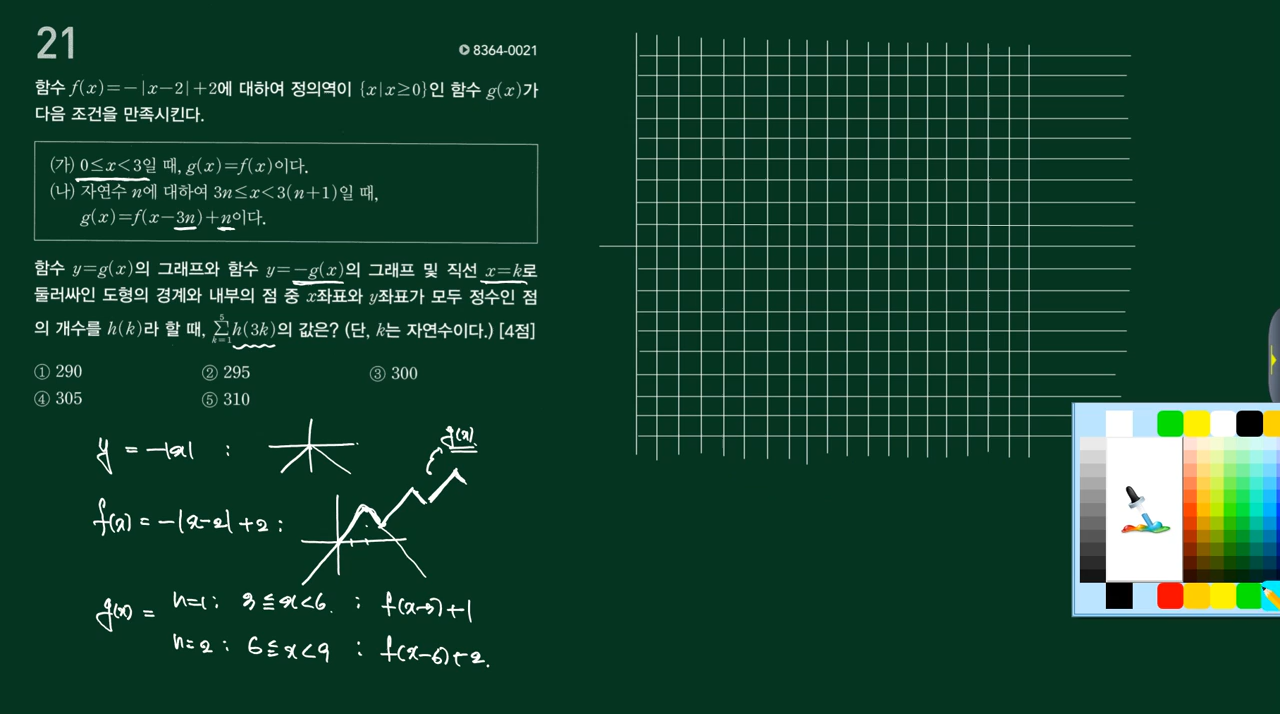 21
8364-0021
함수 f(x)=-|x-2|+2에 대하여 정의역이 {x|x≥0}인 함수 g(x)가
다음 조건을 만족시킨다.
(가) 0≤x<3일 때, g(x)=f(x)이다.
(나) 자연수 n에 대하여 3n≤x<3(n+1)일 때,
g(x)=f(x-3n)+n이다.
함수 y=g(x)의 그래프와 함수 y=-g(x)의 그래프 및 직선 x=k로
둘러싸인 도형의 경계와 내부의 점 중 x좌표와 y좌표가 모두 정수인 점
의 개수를 h(k)라 할 때, ∑_{k=1}^{5} h(3k)의 값은? (단, k는 자연수이다.) [4점]
① 290 ② 295 ③ 300
④ 305 ⑤ 310
y = -|x| :
g(x).
f(x) = -|x-2|+2 :
g(x) = n=1 : 3≦x<6 : f(x-3)+1
n=2 : 6≦x<9 : f(x-6)+2.